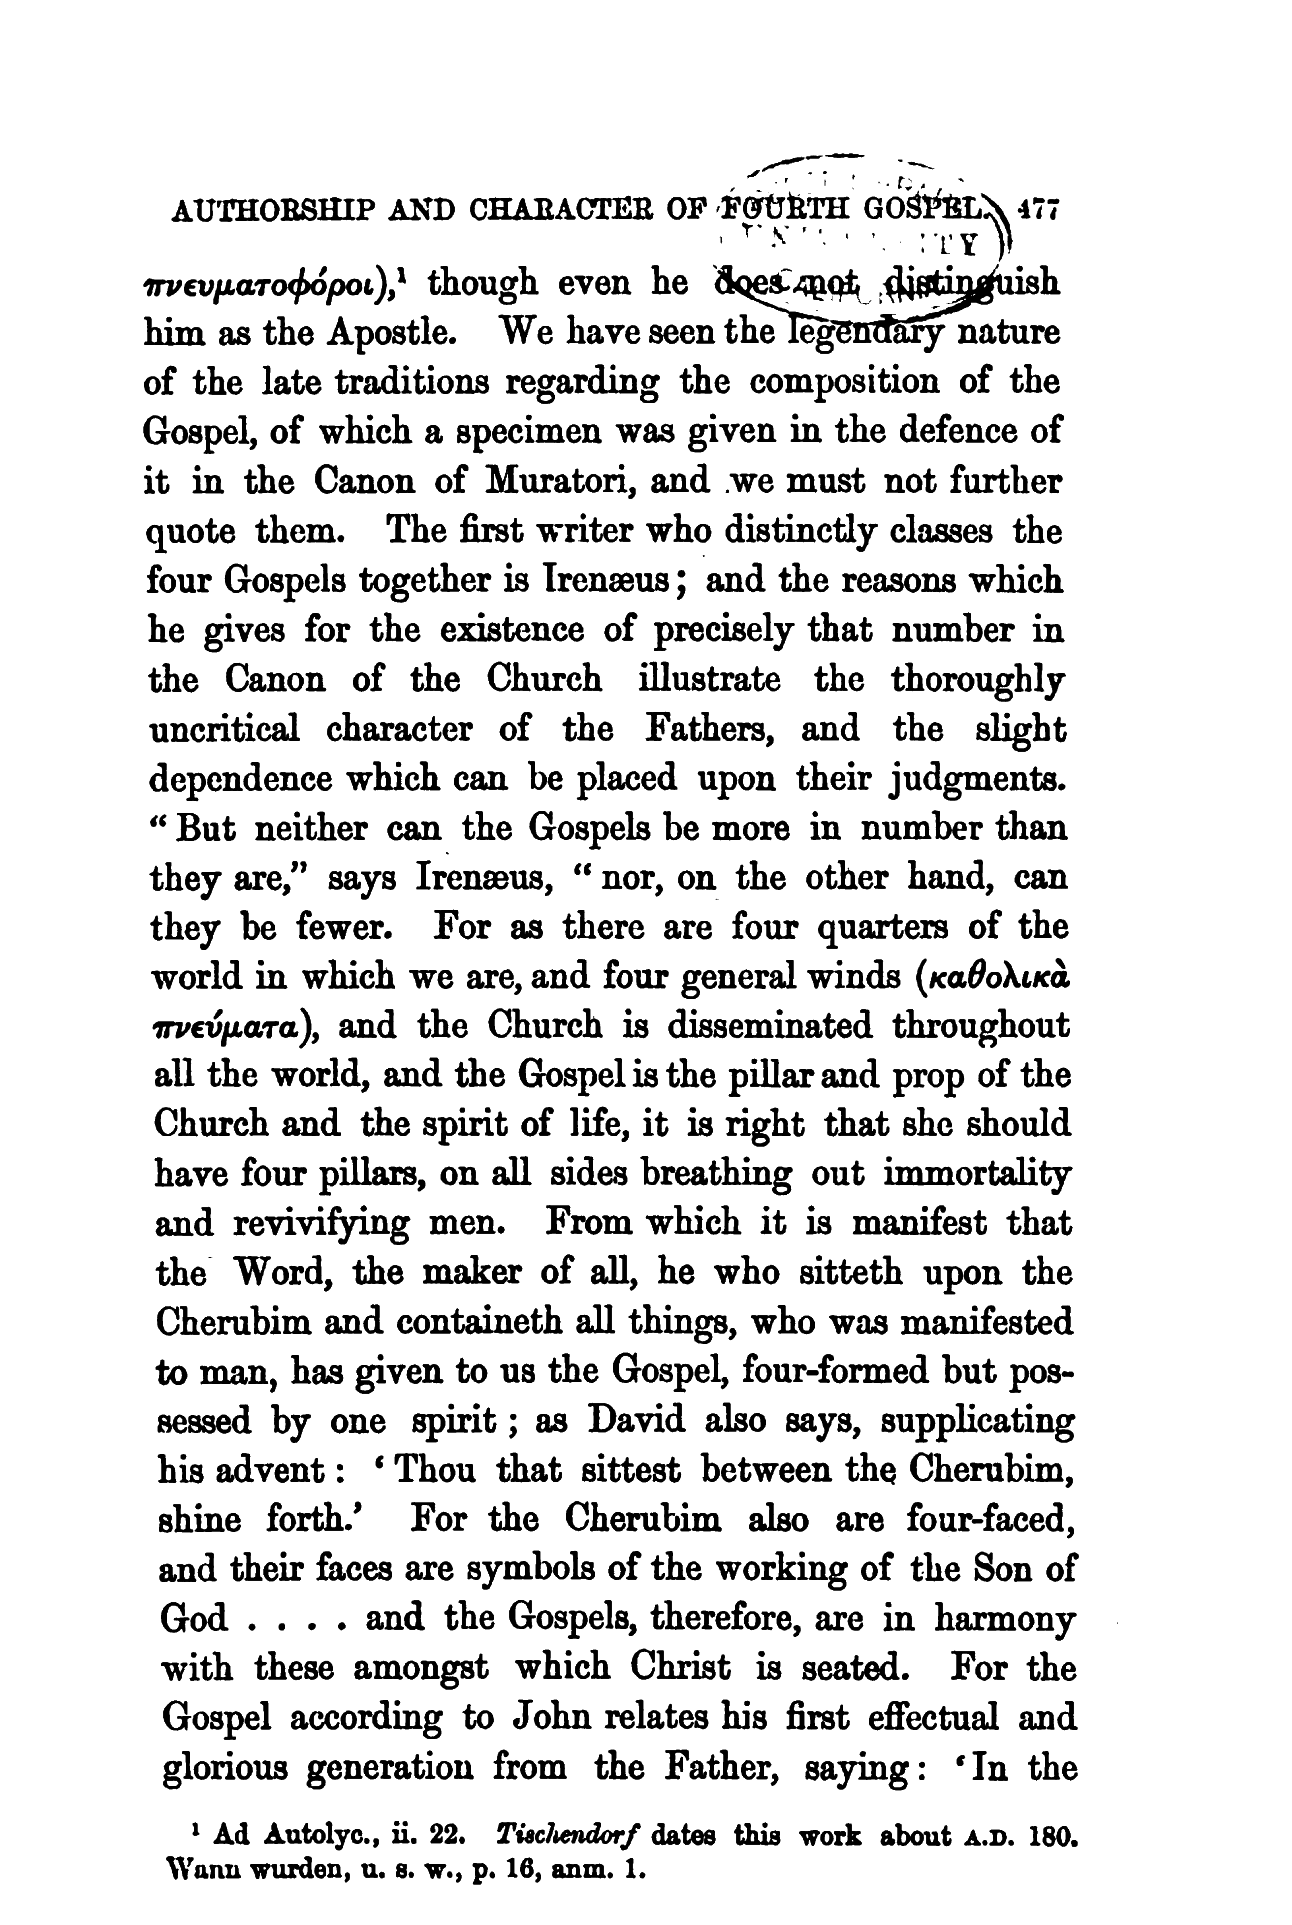 AUTHORSHIP AND CHARACTER OF FOURTH GOSPEL. 477
πνευματοφόροι),¹ though even he does not distinguish
him as the Apostle. We have seen the legendary nature
of the late traditions regarding the composition of the
Gospel, of which a specimen was given in the defence of
it in the Canon of Muratori, and we must not further
quote them. The first writer who distinctly classes the
four Gospels together is Irenæus; and the reasons which
he gives for the existence of precisely that number in
the Canon of the Church illustrate the thoroughly
uncritical character of the Fathers, and the slight
dependence which can be placed upon their judgments.
“But neither can the Gospels be more in number than
they are,” says Irenæus, “nor, on the other hand, can
they be fewer. For as there are four quarters of the
world in which we are, and four general winds (καθολικὰ
πνεύματα), and the Church is disseminated throughout
all the world, and the Gospel is the pillar and prop of the
Church and the spirit of life, it is right that she should
have four pillars, on all sides breathing out immortality
and revivifying men. From which it is manifest that
the Word, the maker of all, he who sitteth upon the
Cherubim and containeth all things, who was manifested
to man, has given to us the Gospel, four-formed but pos-
sessed by one spirit; as David also says, supplicating
his advent: ‘Thou that sittest between the Cherubim,
shine forth.’ For the Cherubim also are four-faced,
and their faces are symbols of the working of the Son of
God . . . . and the Gospels, therefore, are in harmony
with these amongst which Christ is seated. For the
Gospel according to John relates his first effectual and
glorious generation from the Father, saying: ‘In the
¹ Ad Autolyc., ii. 22. Tischendorf dates this work about A.D. 180.
Wann wurden, u. s. w., p. 16, anm. 1.